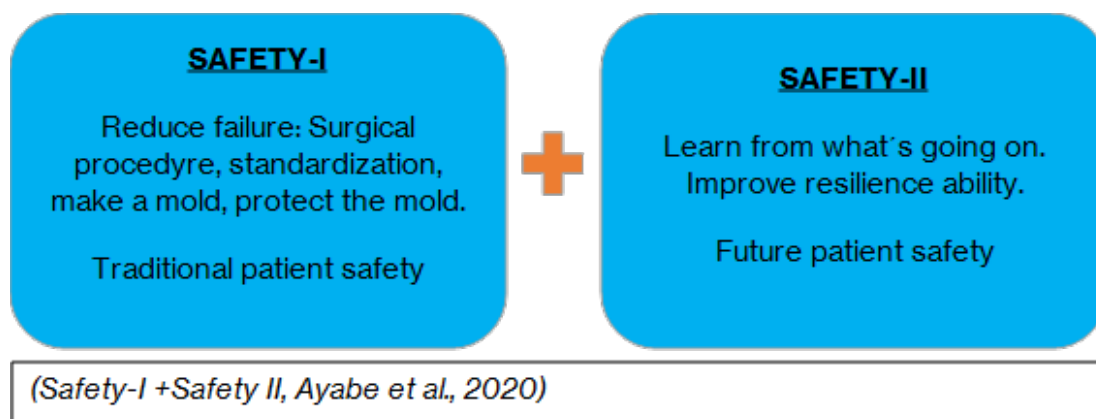 SAFETY-I
Reduce failure: Surgical
procedyre, standardization,
make a mold, protect the mold.
Traditional patient safety
SAFETY-II
Learn from what´s going on.
Improve resilience ability.
Future patient safety
(Safety-I +Safety II, Ayabe et al., 2020)